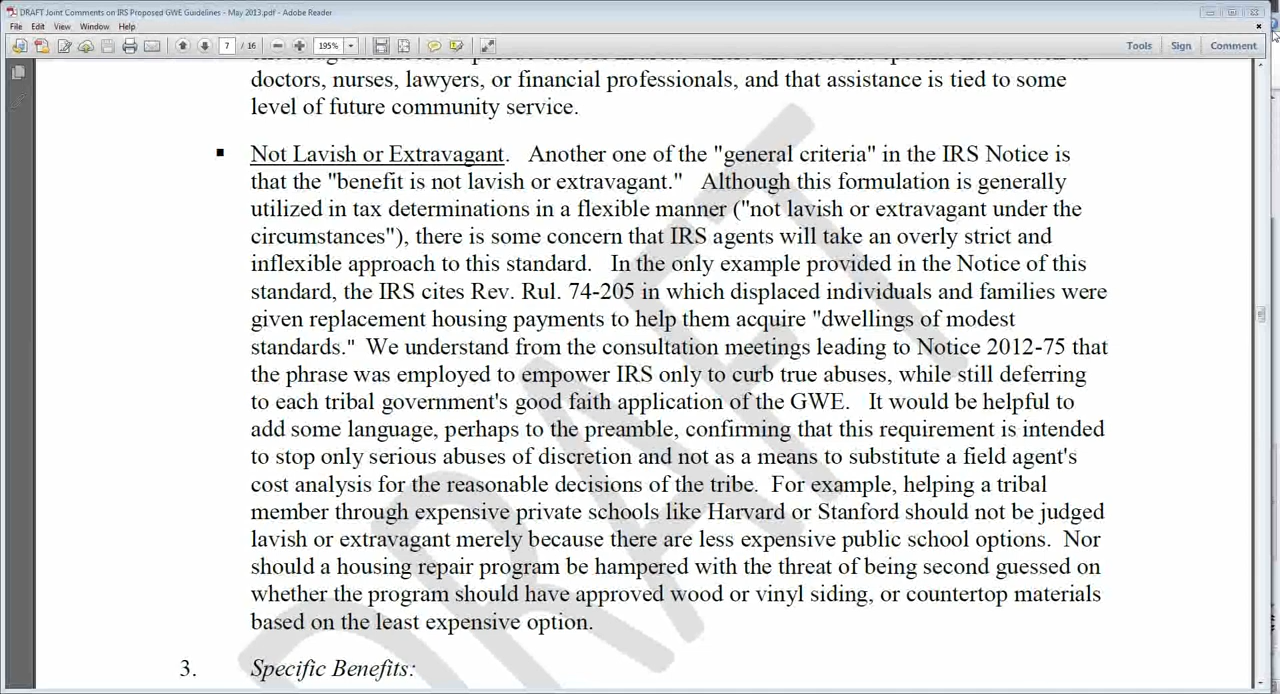 DRAFT Joint Comments on IRS Proposed GWE Guidelines - May 2013.pdf - Adobe Reader
File Edit View Window Help
7 / 16 195% Tools Sign Comment
doctors, nurses, lawyers, or financial professionals, and that assistance is tied to some
level of future community service.
▪ Not Lavish or Extravagant. Another one of the "general criteria" in the IRS Notice is
that the "benefit is not lavish or extravagant." Although this formulation is generally
utilized in tax determinations in a flexible manner ("not lavish or extravagant under the
circumstances"), there is some concern that IRS agents will take an overly strict and
inflexible approach to this standard. In the only example provided in the Notice of this
standard, the IRS cites Rev. Rul. 74-205 in which displaced individuals and families were
given replacement housing payments to help them acquire "dwellings of modest
standards." We understand from the consultation meetings leading to Notice 2012-75 that
the phrase was employed to empower IRS only to curb true abuses, while still deferring
to each tribal government's good faith application of the GWE. It would be helpful to
add some language, perhaps to the preamble, confirming that this requirement is intended
to stop only serious abuses of discretion and not as a means to substitute a field agent's
cost analysis for the reasonable decisions of the tribe. For example, helping a tribal
member through expensive private schools like Harvard or Stanford should not be judged
lavish or extravagant merely because there are less expensive public school options. Nor
should a housing repair program be hampered with the threat of being second guessed on
whether the program should have approved wood or vinyl siding, or countertop materials
based on the least expensive option.
3. Specific Benefits:
DRAFT